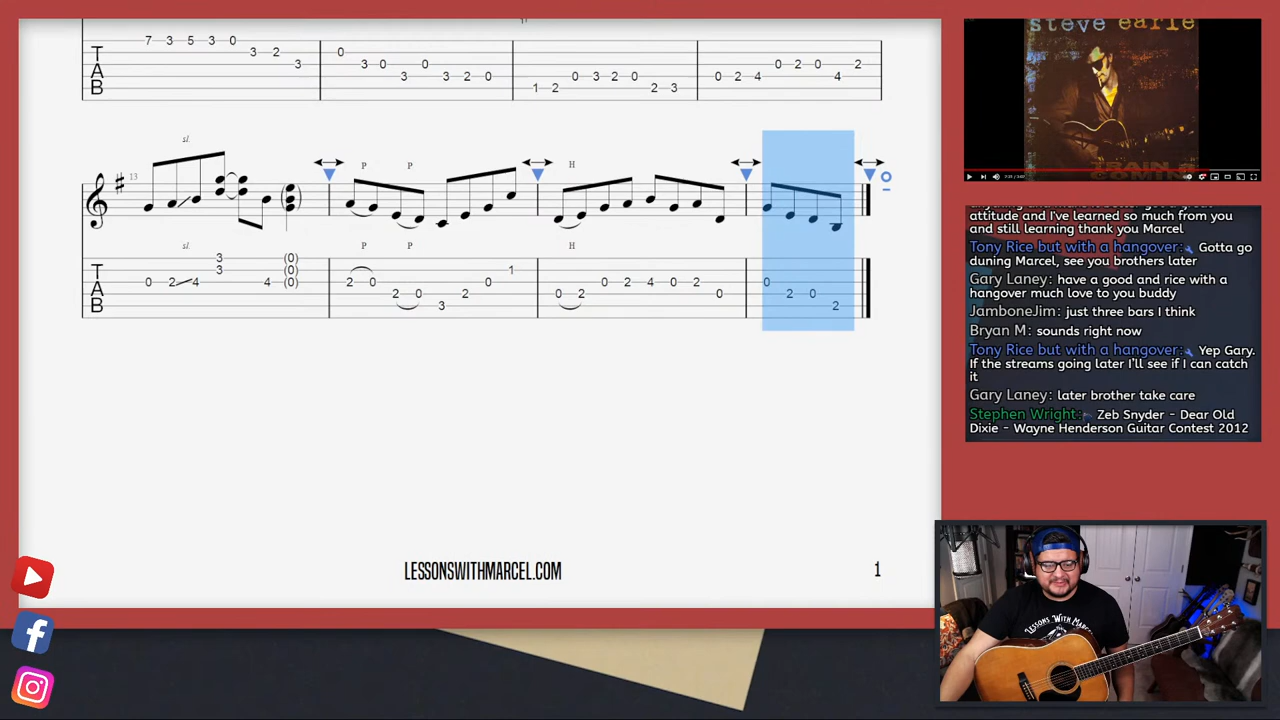 7 3 5 3 0 3 2 3 0 3 0 3 0 3 2 0 1 2 0 3 2 0 2 3 0 2 4 0 2 0 4 2
T
A
B
13 sl. P P H
sl. P P H
T
A
B
0 2 4 3 3 4 (0) (0) (0) 2 0 2 0 3 2 0 1 0 2 0 2 4 0 2 0 0 2 0 2
LESSONSWITHMARCEL.COM
1
steve earle
TRAIN A
COMING
attitude and I've learned so much from you
and still learning thank you Marcel
Tony Rice but with a hangover: Gotta go
duning Marcel, see you brothers later
Gary Laney: have a good and rice with a
hangover much love to you buddy
JamboneJim: just three bars I think
Bryan M: sounds right now
Tony Rice but with a hangover: Yep Gary.
If the streams going later I'll see if I can catch
it
Gary Laney: later brother take care
Stephen Wright: Zeb Snyder - Dear Old
Dixie - Wayne Henderson Guitar Contest 2012
LESSONS WITH MARCEL